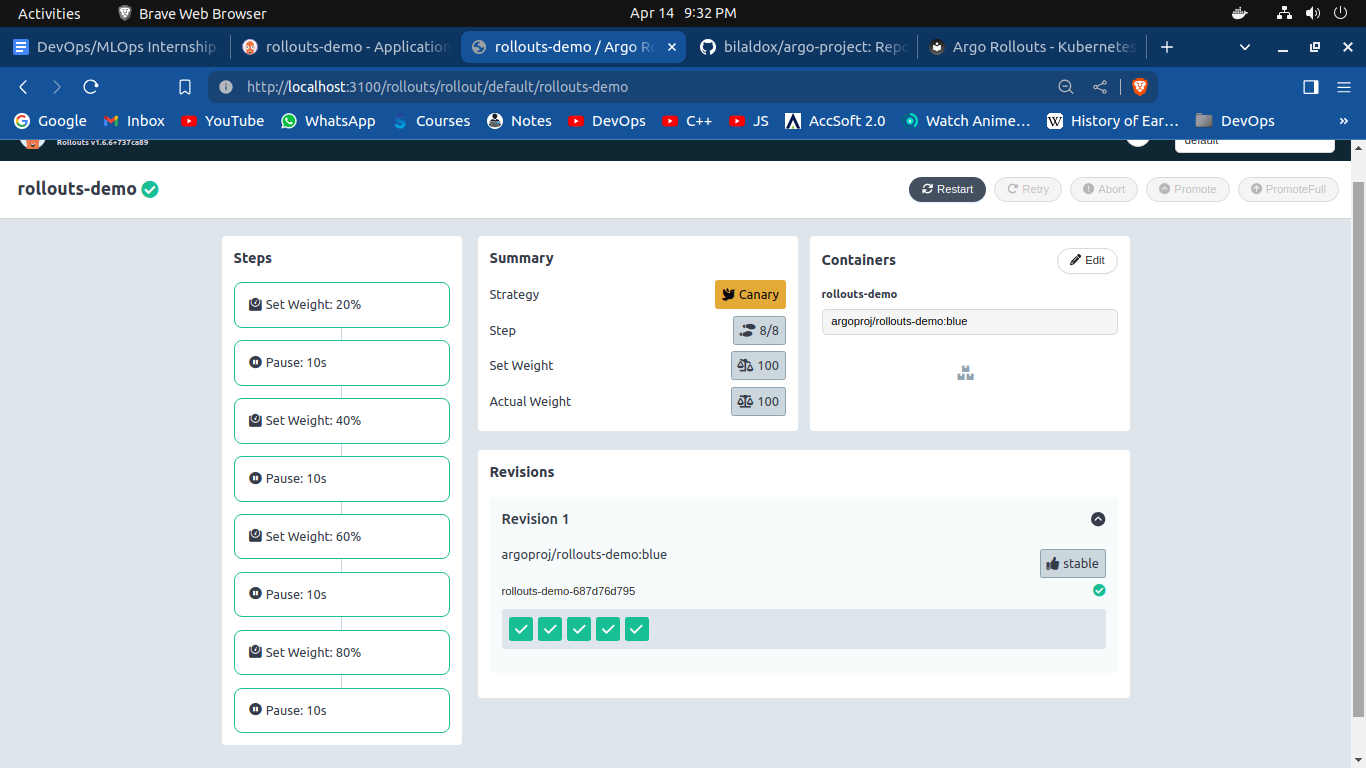 Activities Brave Web Browser Apr 14 9:32 PM
DevOps/MLOps Internship rollouts-demo - Application rollouts-demo / Argo Ro bilaldox/argo-project: Repo Argo Rollouts - Kubernetes
http://localhost:3100/rollouts/rollout/default/rollouts-demo
Google Inbox YouTube WhatsApp Courses Notes DevOps C++ JS AccSoft 2.0 Watch Anime… History of Ear… DevOps »
Rollouts v1.6.6+737ca89 default
rollouts-demo Restart Retry Abort Promote PromoteFull
Steps
Set Weight: 20%
Pause: 10s
Set Weight: 40%
Pause: 10s
Set Weight: 60%
Pause: 10s
Set Weight: 80%
Pause: 10s
Summary
Strategy Canary
Step 8/8
Set Weight 100
Actual Weight 100
Containers Edit
rollouts-demo
argoproj/rollouts-demo:blue
Revisions
Revision 1
argoproj/rollouts-demo:blue
stable
rollouts-demo-687d76d795